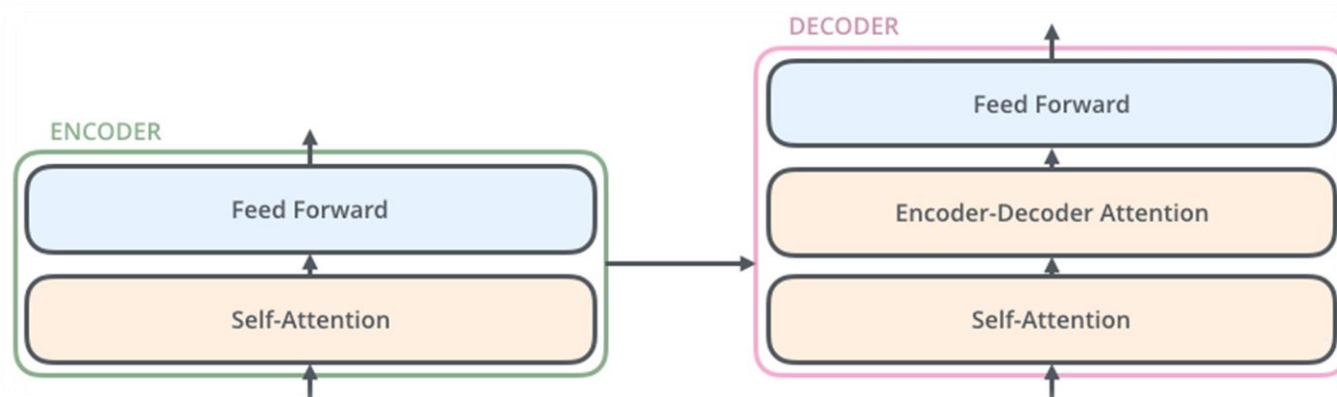 ENCODER
Feed Forward
Self-Attention
DECODER
Feed Forward
Encoder-Decoder Attention
Self-Attention